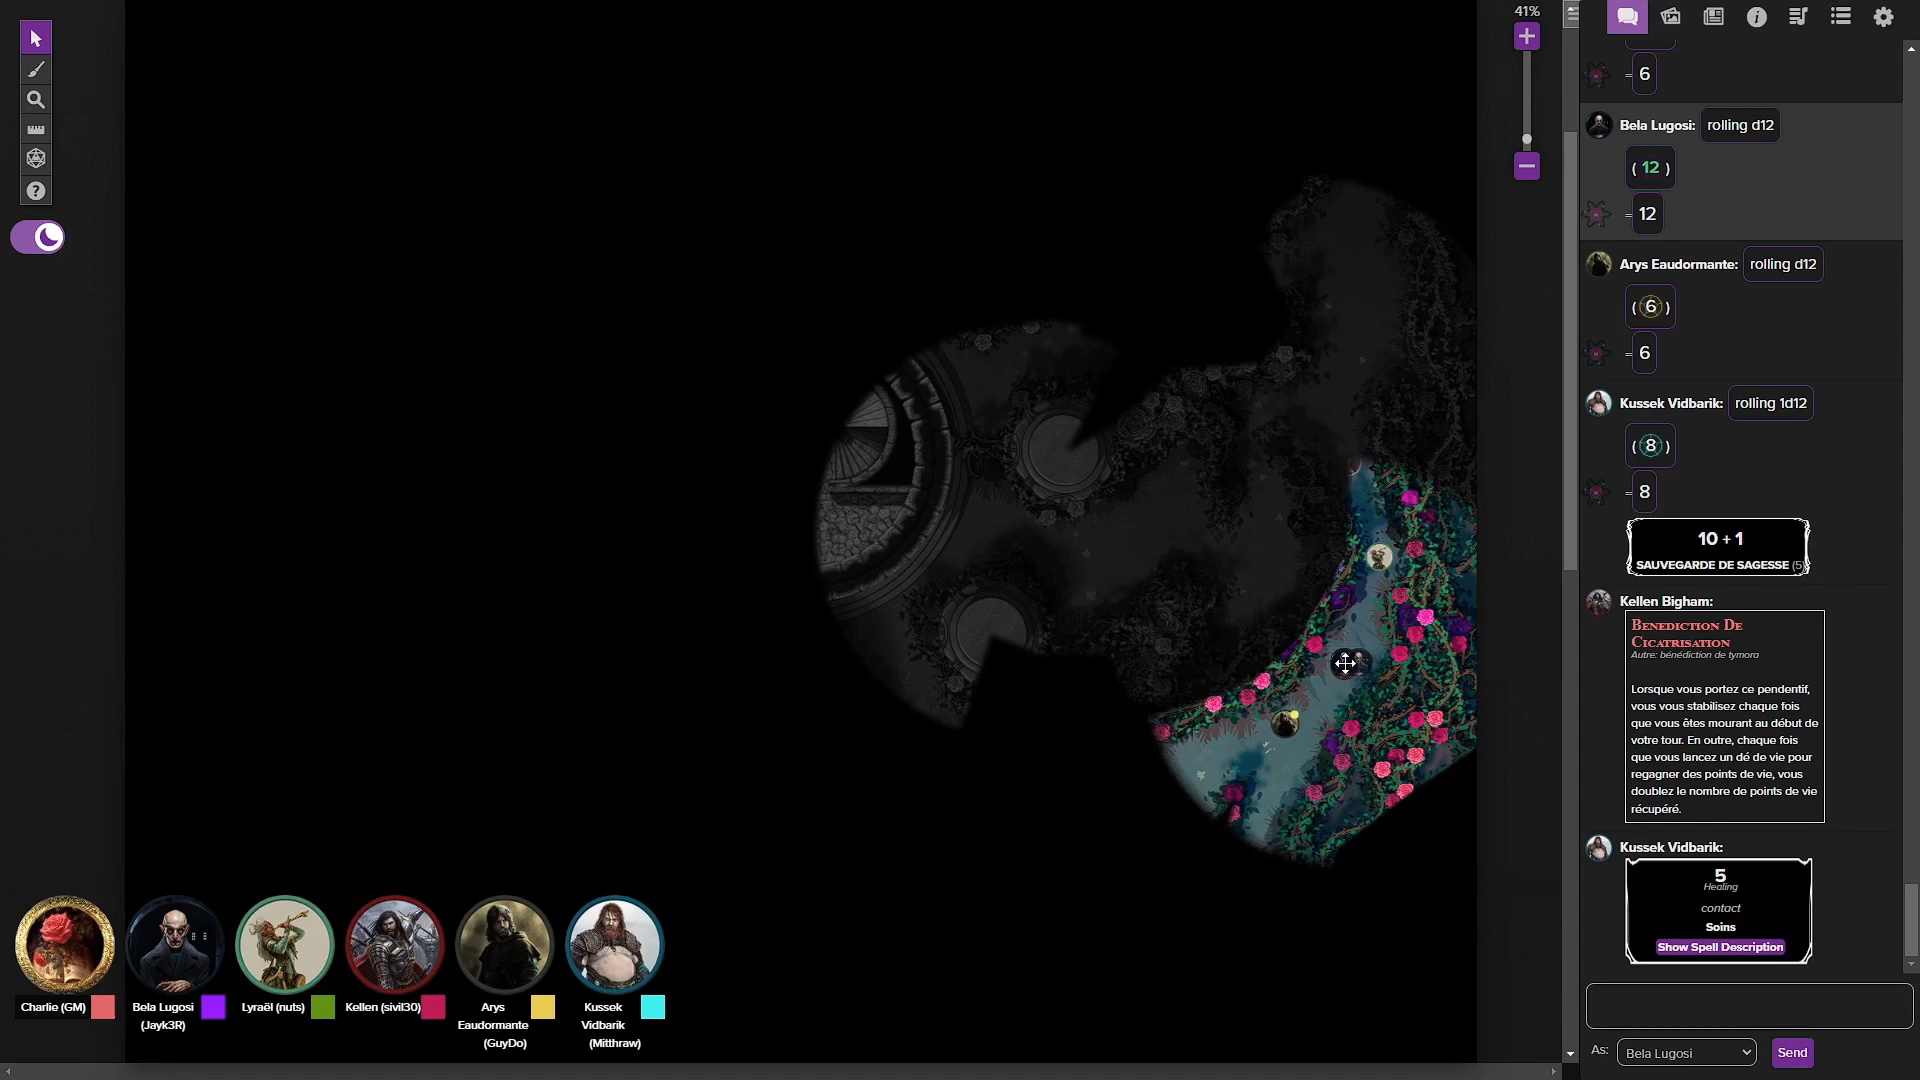 41%
= 6
Bela Lugosi: rolling d12
( 12 )
= 12
Arys Eaudormante: rolling d12
( 6 )
= 6
Kussek Vidbarik: rolling 1d12
( 8 )
= 8
10 + 1
SAUVEGARDE DE SAGESSE (5)
Kellen Bigham:
BENEDICTION DE
CICATRISATION
Autre: bénédiction de tymora
Lorsque vous portez ce pendentif,
vous vous stabilisez chaque fois
que vous êtes mourant au début de
votre tour. En outre, chaque fois
que vous lancez un dé de vie pour
regagner des points de vie, vous
doublez le nombre de points de vie
récupéré.
Kussek Vidbarik:
5
Healing
contact
Soins
Show Spell Description
As: Bela Lugosi Send
Charlie (GM)
Bela Lugosi
(Jayk3R)
Lyraël (nuts)
Kellen (sivil30)
Arys
Eaudormante
(GuyDo)
Kussek
Vidbarik
(Mitthraw)